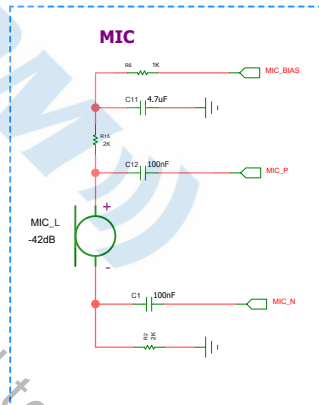 MIC
R6 1K
MIC_BIAS
C11 4.7uF
R15
2K
C12 100nF
MIC_P
+
MIC_L
-42dB
-
C1 100nF
MIC_N
R2
2K